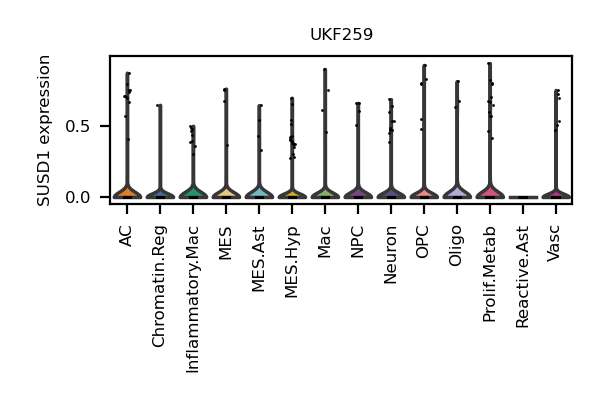 UKF259
SUSD1 expression
0.5
0.0
AC
Chromatin.Reg
Inflammatory.Mac
MES
MES.Ast
MES.Hyp
Mac
NPC
Neuron
OPC
Oligo
Prolif.Metab
Reactive.Ast
Vasc